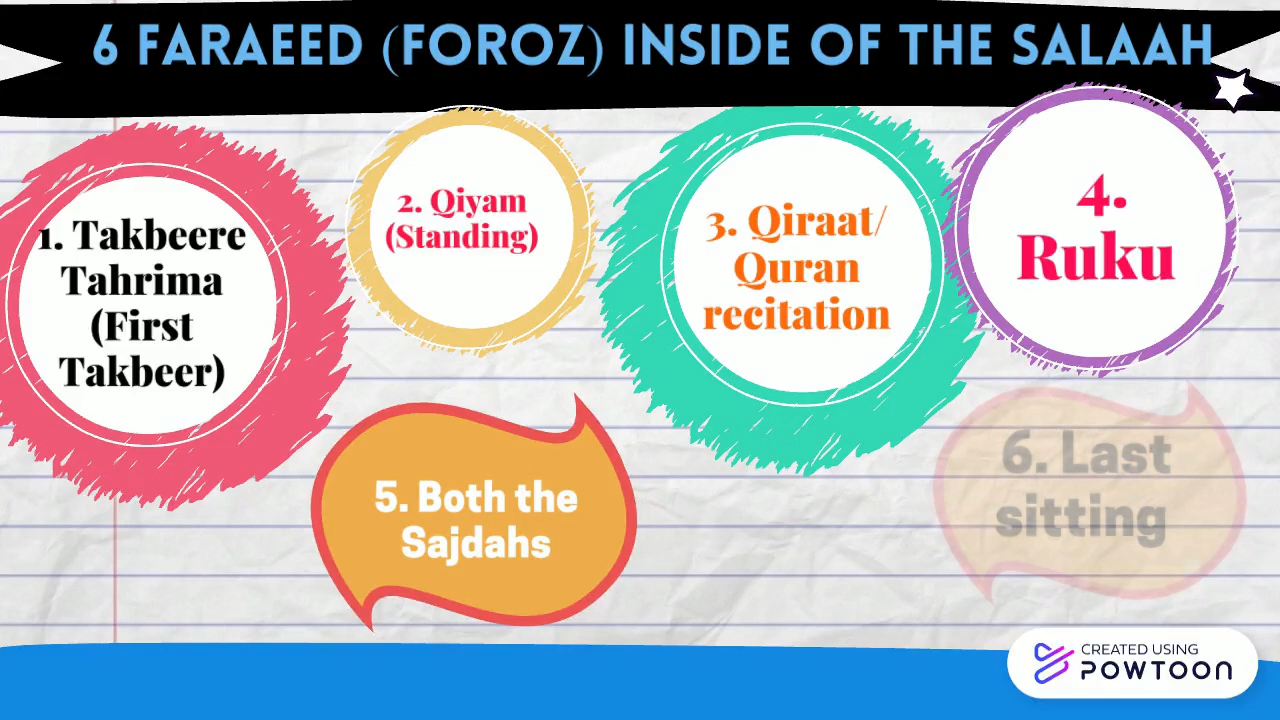 6 FARAEED (FOROZ) INSIDE OF THE SALAAH
1. Takbeere
Tahrima
(First
Takbeer)
2. Qiyam
(Standing)
3. Qiraat/
Quran
recitation
4.
Ruku
5. Both the
Sajdahs
6. Last
sitting
CREATED USING
POWTOON